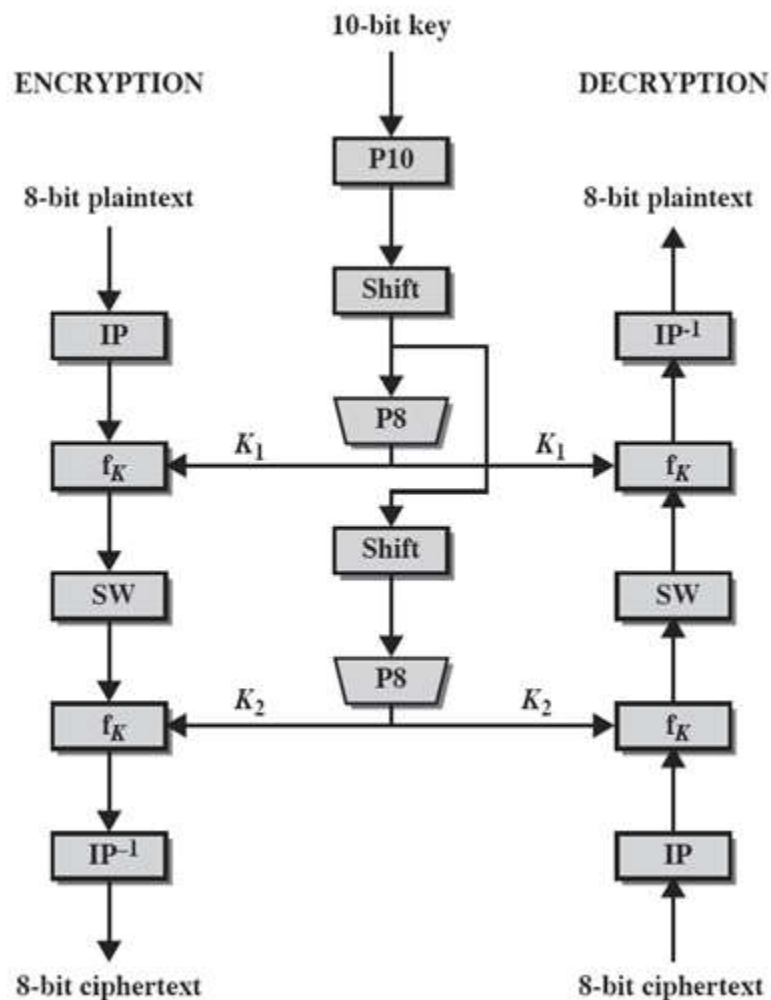 10-bit key
ENCRYPTION
DECRYPTION
P10
8-bit plaintext
8-bit plaintext
Shift
IP
IP-1
P8
K1
K1
fK
fK
Shift
SW
SW
P8
K2
K2
fK
fK
IP–1
IP
8-bit ciphertext
8-bit ciphertext